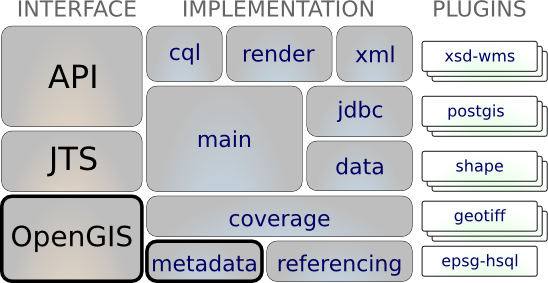 INTERFACE IMPLEMENTATION PLUGINS
API cql render xml xsd-wms
main jdbc postgis
JTS data shape
OpenGIS coverage geotiff
metadata referencing epsg-hsql